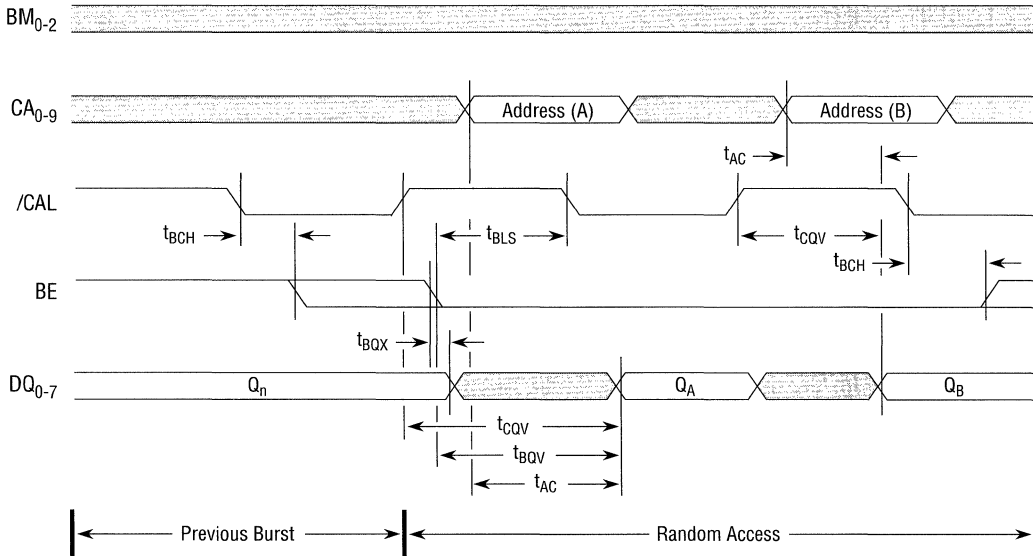 BM0-2
CA0-9
Address (A)
Address (B)
tAC
/CAL
tBCH
tBLS
tCQV
tBCH
BE
tBQX
DQ0-7
Qn
QA
QB
tCQV
tBQV
tAC
Previous Burst
Random Access